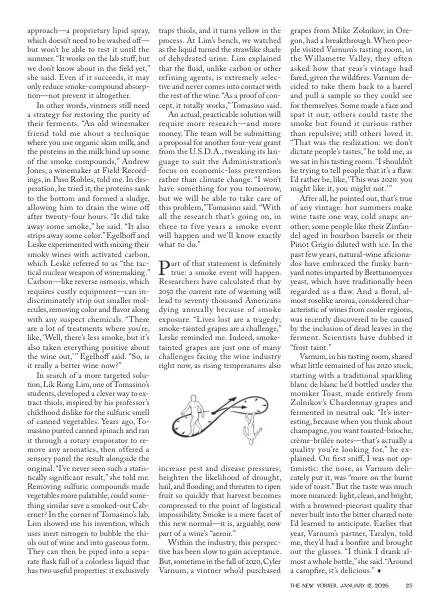 approach—a proprietary lipid spray,
which doesn't need to be washed off—
but won't be able to test it until the
summer. "It works on the lab stuff, but
we don't know about in the field yet,"
she said. Even if it succeeds, it may
only reduce smoke-compound absorp-
tion—not prevent it altogether.
In other words, vintners still need
a strategy for restoring the purity of
their ferments. "An old winemaker
friend told me about a technique
where you use organic skim milk, and
the proteins in the milk bind up some
of the smoke compounds," Andrew
Jones, a winemaker at Field Record-
ings, in Paso Robles, told me. In des-
peration, he tried it; the proteins sank
to the bottom and formed a sludge,
allowing him to drain the wine off
after twenty-four hours. "It did take
away some smoke," he said. "It also
strips away some color." Egelhoff and
Leske experimented with mixing their
smoky wines with activated carbon,
which Leske referred to as "the tac-
tical nuclear weapon of winemaking."
Carbon—like reverse osmosis, which
requires costly equipment—can in-
discriminately strip out smaller mol-
ecules, removing color and flavor along
with any suspect chemicals. "There
are a lot of treatments where you're,
like, 'Well, there's less smoke, but it's
also taken everything positive about
the wine out,'" Egelhoff said. "So, is
it really a better wine now?"
In search of a more targeted solu-
tion, Lik Rong Lim, one of Tomasino's
students, developed a clever way to ex-
tract thiols, inspired by his professor's
childhood dislike for the sulfuric smell
of canned vegetables. Years ago, To-
masino puréed canned spinach and ran
it through a rotary evaporator to re-
move any aromatics, then offered a
sensory panel the result alongside the
original. "I've never seen such a statis-
tically significant result," she told me.
Removing sulfuric compounds made
vegetables more palatable; could some-
thing similar save a smoked-out Cab-
ernet? In the corner of Tomasino's lab,
Lim showed me his invention, which
uses inert nitrogen to bubble the thi-
ols out of wine and into gaseous form.
They can then be piped into a sepa-
rate flask full of a colorless liquid that
has two useful properties: it exclusively
traps thiols, and it turns yellow in the
process. At Lim's bench, we watched
as the liquid turned the strawlike shade
of dehydrated urine. Lim explained
that the fluid, unlike carbon or other
refining agents, is extremely selec-
tive and never comes into contact with
the rest of the wine. "As a proof of con-
cept, it totally works," Tomasino said.
An actual, practicable solution will
require more research—and more
money. The team will be submitting
a proposal for another four-year grant
from the U.S.D.A., tweaking its lan-
guage to suit the Administration's
focus on economic-loss prevention
rather than climate change. "I won't
have something for you tomorrow,
but we will be able to take care of
this problem," Tomasino said. "With
all the research that's going on, in
three to five years a smoke event
will happen and we'll know exactly
what to do."
Part of that statement is definitely
true: a smoke event will happen.
Researchers have calculated that by
2050 the current rate of warming will
lead to seventy thousand Americans
dying annually because of smoke
exposure. "Lives lost are a tragedy;
smoke-tainted grapes are a challenge,"
Leske reminded me. Indeed, smoke-
tainted grapes are just one of many
challenges facing the wine industry
right now, as rising temperatures also
increase pest and disease pressures;
heighten the likelihood of drought,
hail, and flooding; and threaten to ripen
fruit so quickly that harvest becomes
compressed to the point of logistical
impossibility. Smoke is a mere facet of
this new normal—it is, arguably, now
part of a wine's "aeroir."
Within the industry, this perspec-
tive has been slow to gain acceptance.
But, sometime in the fall of 2020, Cyler
Varnum, a vintner who'd purchased
grapes from Mike Zolnikov, in Ore-
gon, had a breakthrough. When peo-
ple visited Varnum's tasting room, in
the Willamette Valley, they often
asked how that year's vintage had
fared, given the wildfires. Varnum de-
cided to take them back to a barrel
and pull a sample so they could see
for themselves. Some made a face and
spat it out; others could taste the
smoke but found it curious rather
than repulsive; still others loved it.
"That was the realization: we don't
dictate people's tastes," he told me, as
we sat in his tasting room. "I shouldn't
be trying to tell people that it's a flaw.
I'd rather be, like, 'This was 2020: you
might like it, you might not.'"
After all, he pointed out, that's true
of any vintage: hot summers make
wine taste one way, cold snaps an-
other; some people like their Zinfan-
del aged in bourbon barrels or their
Pinot Grigio diluted with ice. In the
past few years, natural-wine aficiona-
dos have embraced the funky barn-
yard notes imparted by Brettanomyces
yeast, which have traditionally been
regarded as a flaw. And a floral, al-
most roselike aroma, considered char-
acteristic of wines from cooler regions,
was recently discovered to be caused
by the inclusion of dead leaves in the
ferment. Scientists have dubbed it
"frost taint."
Varnum, in his tasting room, shared
what little remained of his 2020 stock,
starting with a traditional sparkling
blanc de blanc he'd bottled under the
moniker Toast, made entirely from
Zolnikov's Chardonnay grapes and
fermented in neutral oak. "It's inter-
esting, because when you think about
champagne, you want toasted-brioche,
crème-brûlée notes—that's actually a
quality you're looking for," he ex-
plained. On first sniff, I was not op-
timistic: the nose, as Varnum deli-
cately put it, was "more on the burnt
side of toast." But the taste was much
more nuanced: light, clean, and bright,
with a browned-piecrust quality that
never built into the bitter charred note
I'd learned to anticipate. Earlier that
year, Varnum's partner, Taralyn, told
me, they'd had a bonfire and brought
out the glasses. "I think I drank al-
most a whole bottle," she said. "Around
a campfire, it's delicious." ♦
THE NEW YORKER, JANUARY 12, 2026 25